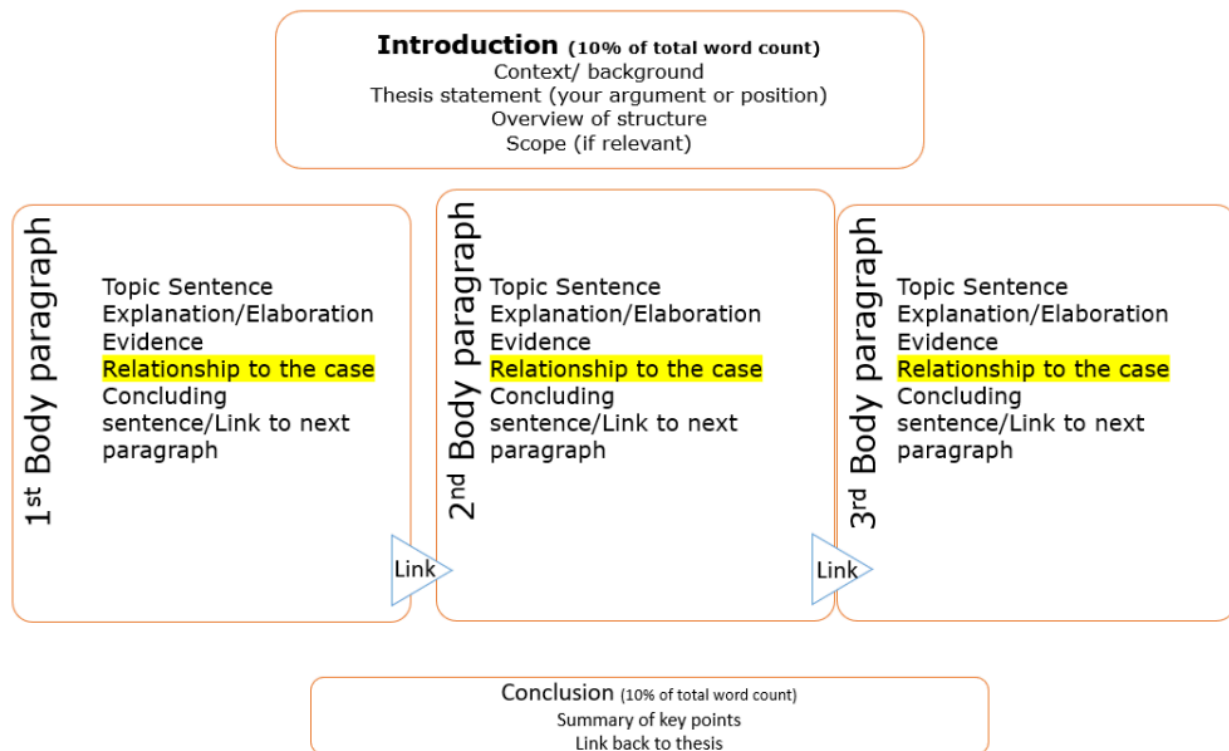 Introduction (10% of total word count)
Context/ background
Thesis statement (your argument or position)
Overview of structure
Scope (if relevant)
1st Body paragraph
Topic Sentence
Explanation/Elaboration
Evidence
Relationship to the case
Concluding
sentence/Link to next
paragraph
Link
2nd Body paragraph
Topic Sentence
Explanation/Elaboration
Evidence
Relationship to the case
Concluding
sentence/Link to next
paragraph
Link
3rd Body paragraph
Topic Sentence
Explanation/Elaboration
Evidence
Relationship to the case
Concluding
sentence/Link to next
paragraph
Conclusion (10% of total word count)
Summary of key points
Link back to thesis